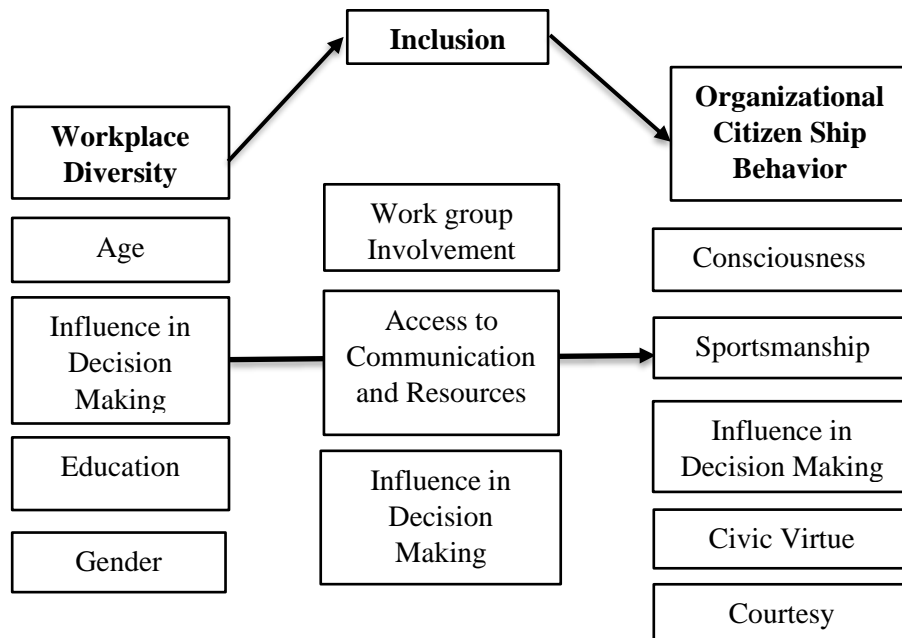 Inclusion
Workplace
Diversity
Organizational
Citizen Ship
Behavior
Age
Influence in
Decision
Making
Education
Gender
Work group
Involvement
Access to
Communication
and Resources
Influence in
Decision
Making
Consciousness
Sportsmanship
Influence in
Decision Making
Civic Virtue
Courtesy